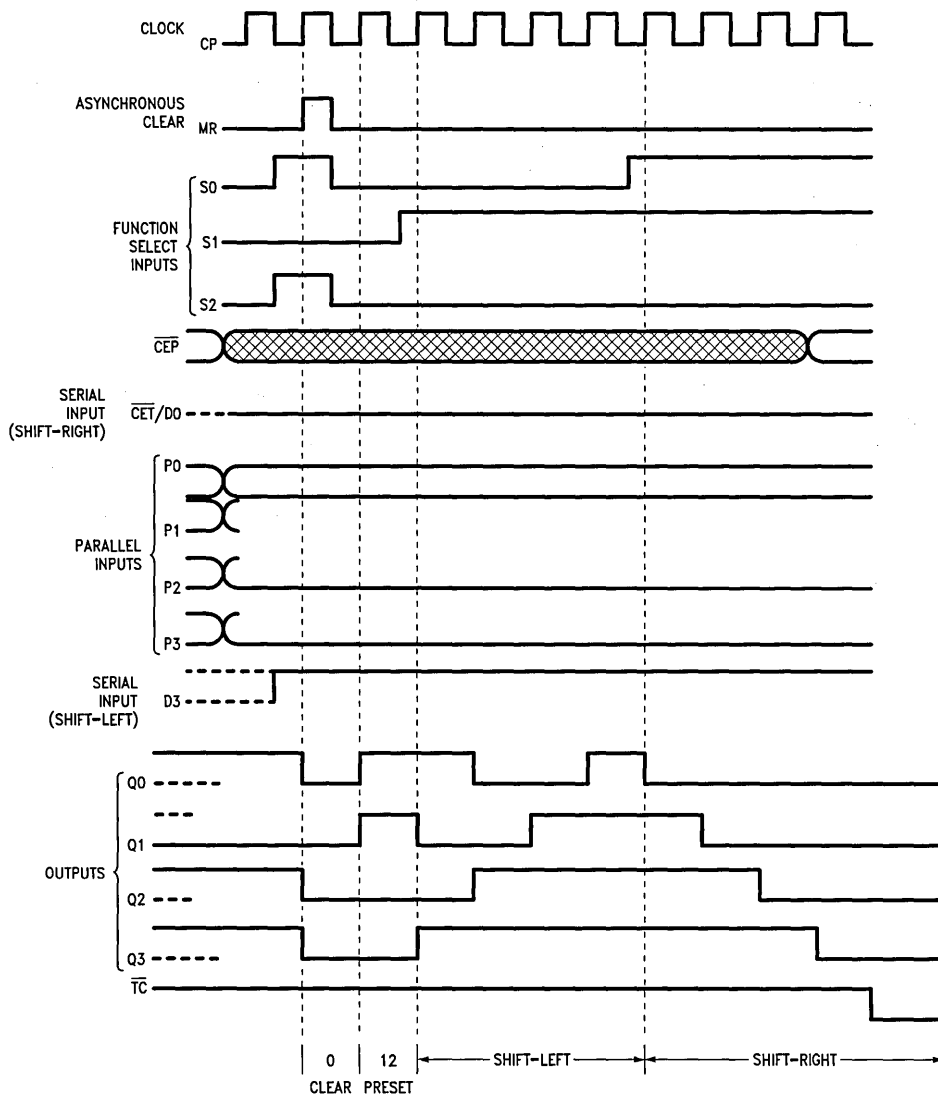 CLOCK
CP
ASYNCHRONOUS
CLEAR
MR
S0
FUNCTION
SELECT
INPUTS
S1
S2
CEP
SERIAL
INPUT
(SHIFT-RIGHT)
CET/D0
P0
P1
PARALLEL
INPUTS
P2
P3
SERIAL
INPUT
(SHIFT-LEFT)
D3
Q0
Q1
OUTPUTS
Q2
Q3
TC
0 12 SHIFT-LEFT SHIFT-RIGHT
CLEAR PRESET